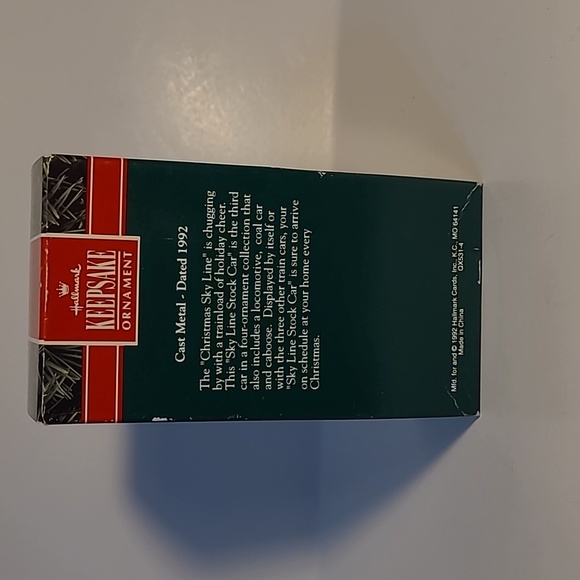 Hallmark
KEEPSAKE
ORNAMENT
Cast Metal - Dated 1992
The "Christmas Sky Line" is chugging
by with a trainload of holiday cheer.
This "Sky Line Stock Car" is the third
car in a four-ornament collection that
also includes a locomotive, coal car
and caboose. Displayed by itself or
with the three other train cars, your
"Sky Line Stock Car" is sure to arrive
on schedule at your home every
Christmas.
Mfd. for and © 1992 Hallmark Cards, Inc., K.C., MO 64141
Made in China QX531-4